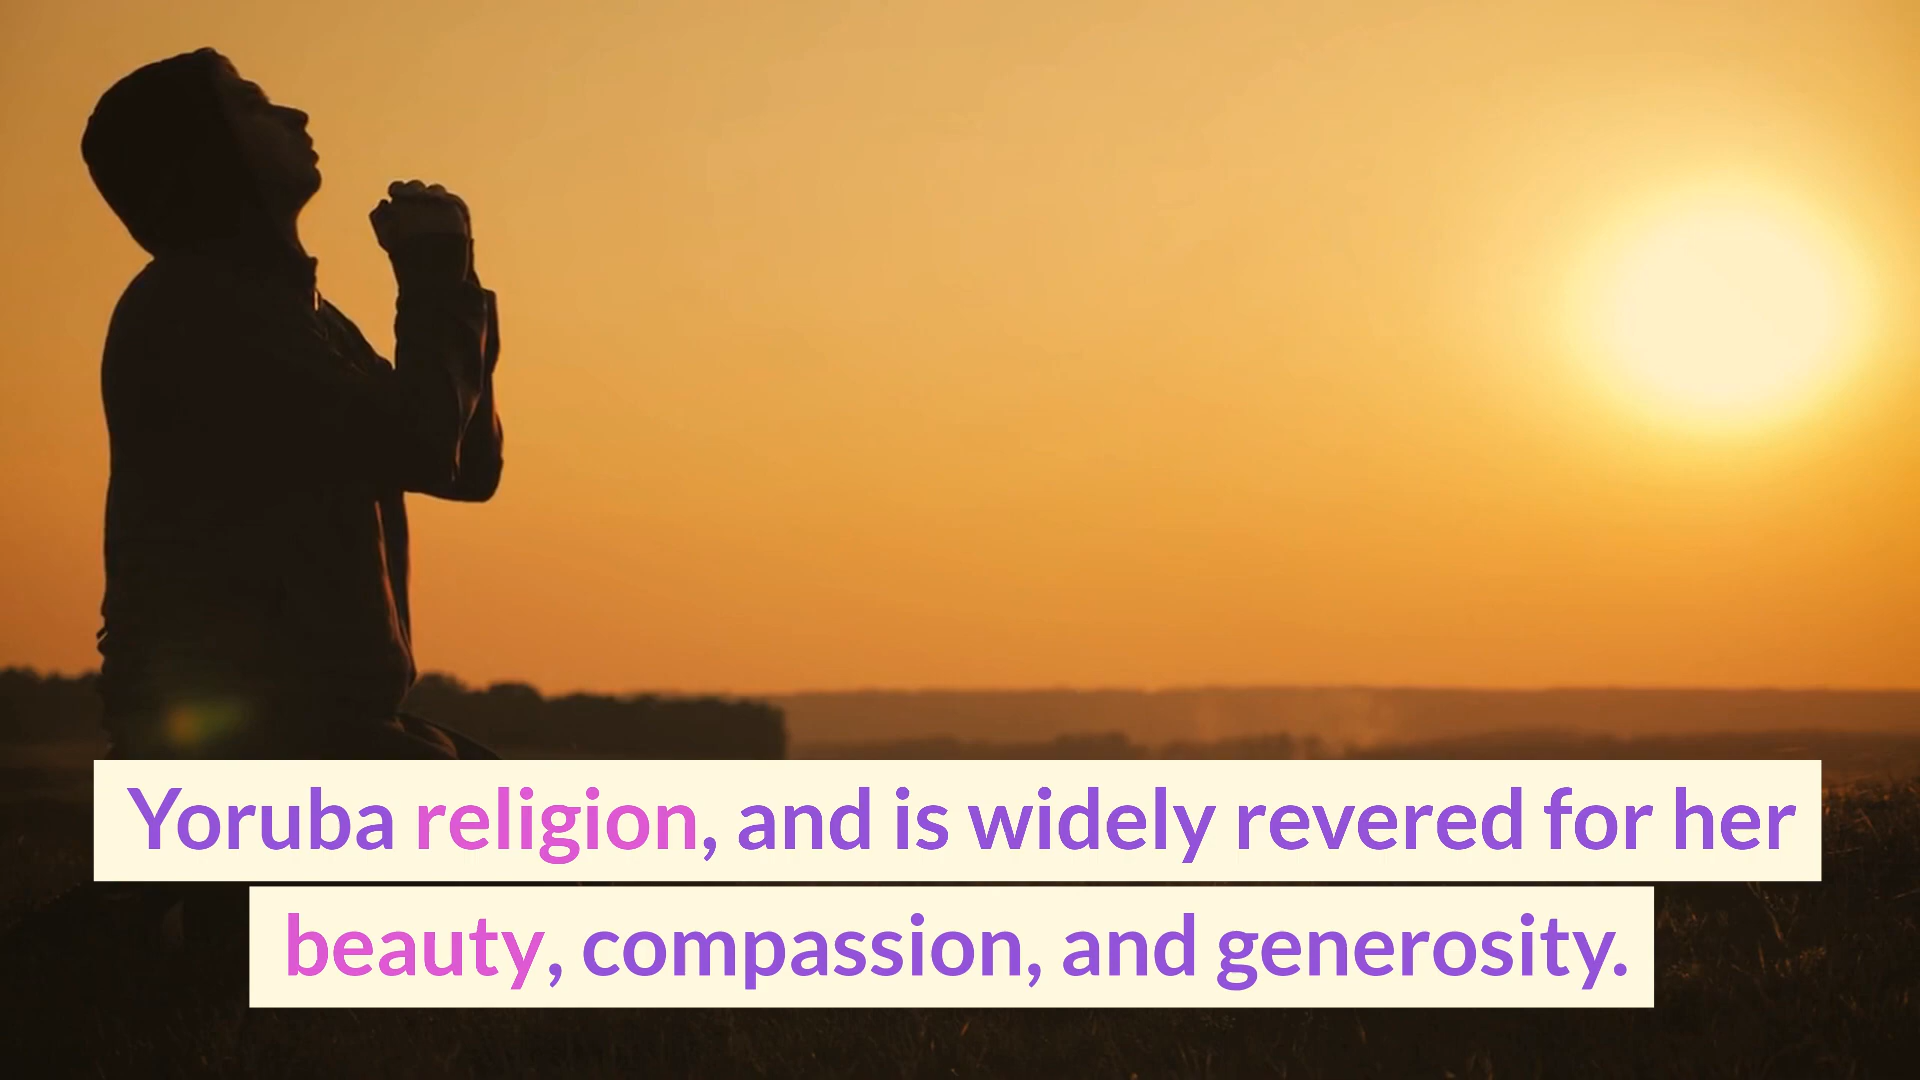 Yoruba religion, and is widely revered for her
beauty, compassion, and generosity.